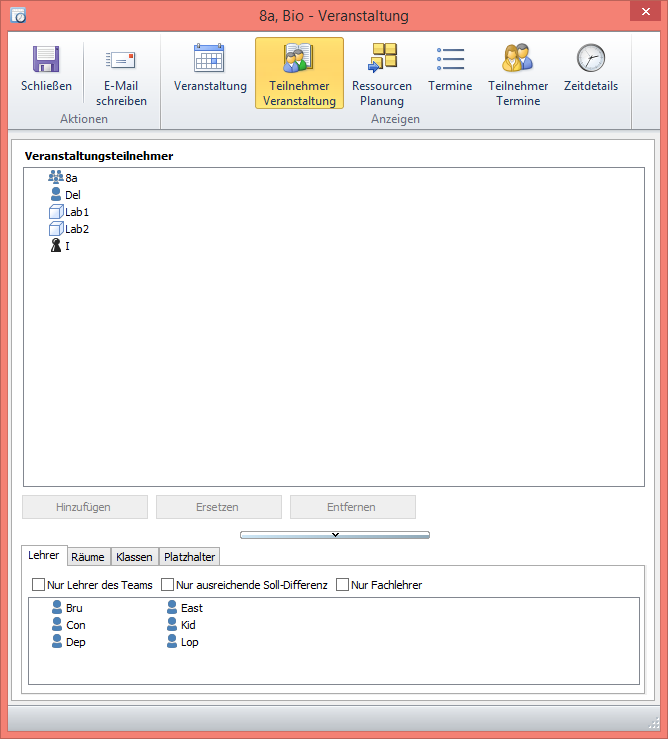 8a, Bio - Veranstaltung
Schließen
E-Mail schreiben
Aktionen
Veranstaltung
Teilnehmer Veranstaltung
Ressourcen Planung
Termine
Teilnehmer Termine
Zeitdetails
Anzeigen
Veranstaltungsteilnehmer
8a
Del
Lab1
Lab2
I
Hinzufügen Ersetzen Entfernen
Lehrer Räume Klassen Platzhalter
Nur Lehrer des Teams Nur ausreichende Soll-Differenz Nur Fachlehrer
Bru East
Con Kid
Dep Lop